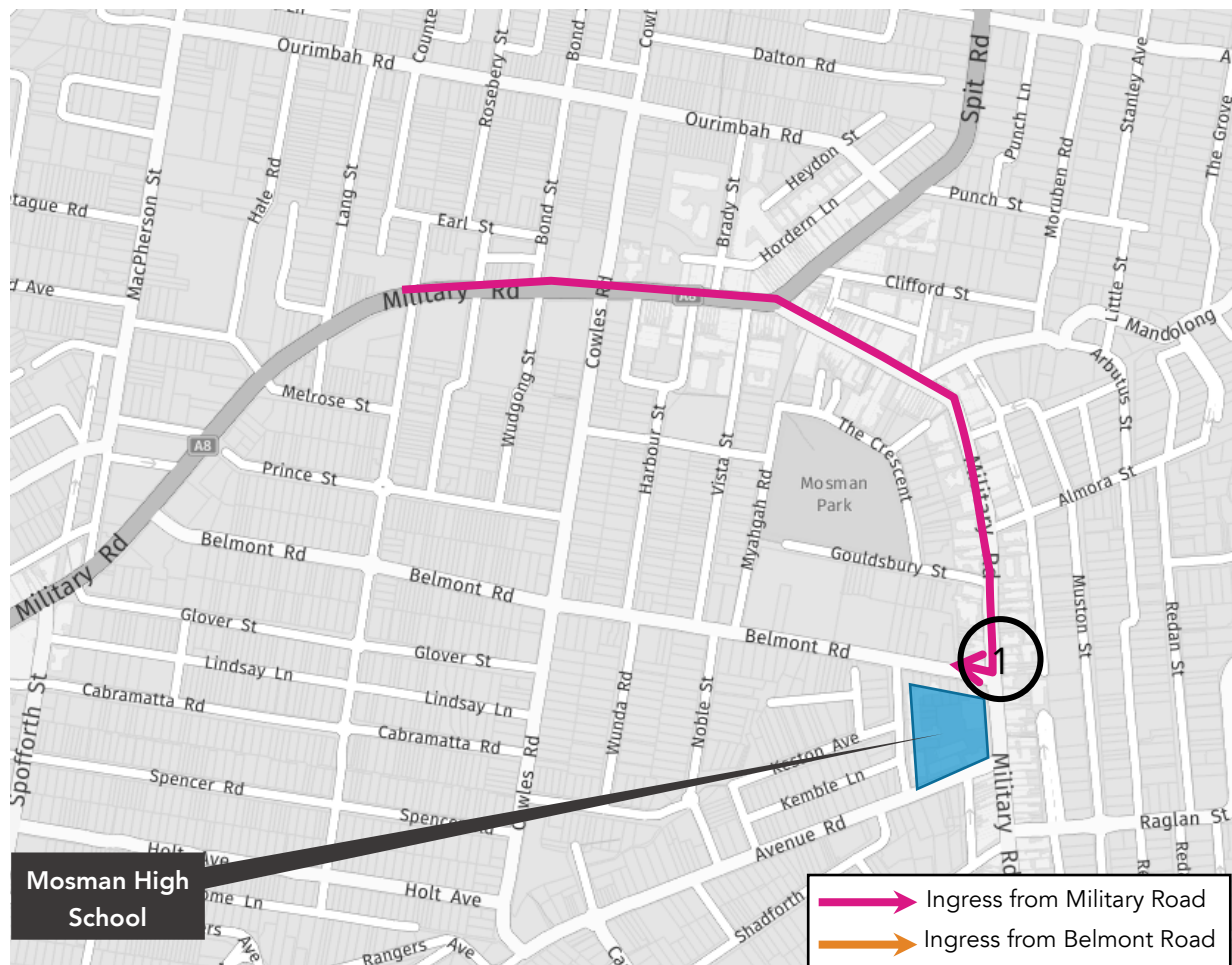 Ourimbah Rd
Rosebery St
Dalton Rd
Spit Rd
Punch Ln
Stanley Ave
The Grove
Ourimbah Rd
Heydon St
Moruben Rd
MacPherson St
Hale Rd
Lang St
Bond St
Brady St
Punch St
Earl St
Hordern Ln
Little St
Clifford St
Military Rd
A8
Cowles Rd
Mandolong
Arbutus St
Melrose St
Wudgong St
Harbour St
Vista St
The Crescent
A8
Prince St
Mosman
Park
Military Rd
Almora St
Myahgah Rd
Belmont Rd
Gouldsbury St
Military Rd
Belmont Rd
Muston St
Redan St
Glover St
Belmont Rd
1
Lindsay Ln
Glover St
Cabramatta Rd
Lindsay Ln
Wunda Rd
Noble St
Spofforth St
Cabramatta Rd
Keston Ave
Spencer Rd
Kemble Ln
Military Rd
Spencer Rd
Cowles Rd
Avenue Rd
Raglan St
Holt Ave
Holt Ave
Mosman High
School
Shadforth
Rangers Ave
Ingress from Military Road
Ingress from Belmont Road